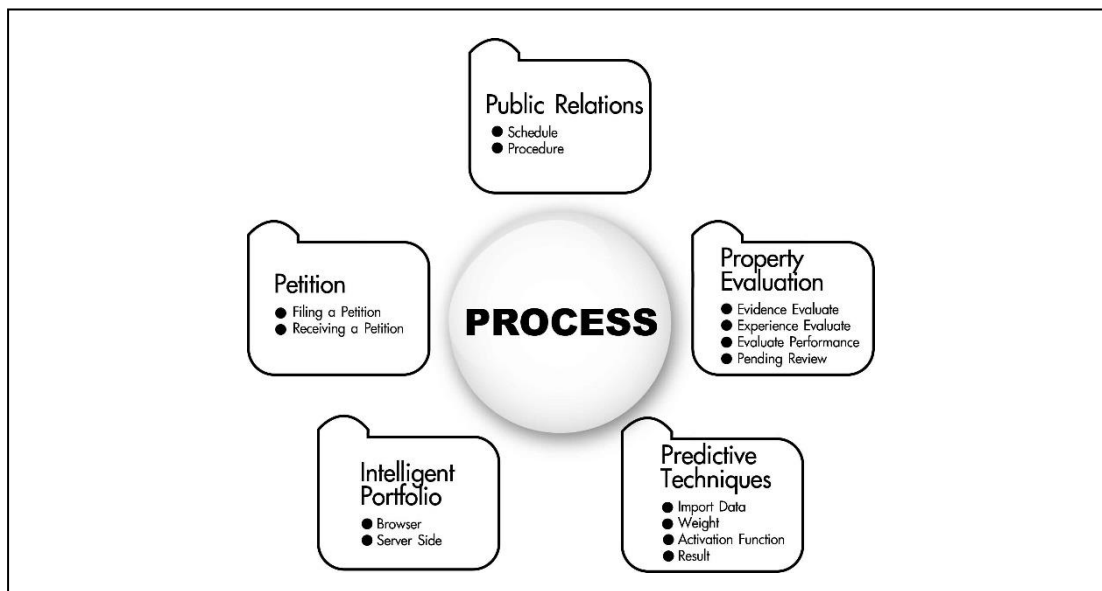 Public Relations
● Schedule
● Procedure
Petition
● Filing a Petition
● Receiving a Petition
PROCESS
Property
Evaluation
● Evidence Evaluate
● Experience Evaluate
● Evaluate Performance
● Pending Review
Intelligent
Portfolio
● Browser
● Server Side
Predictive
Techniques
● Import Data
● Weight
● Activation Function
● Result